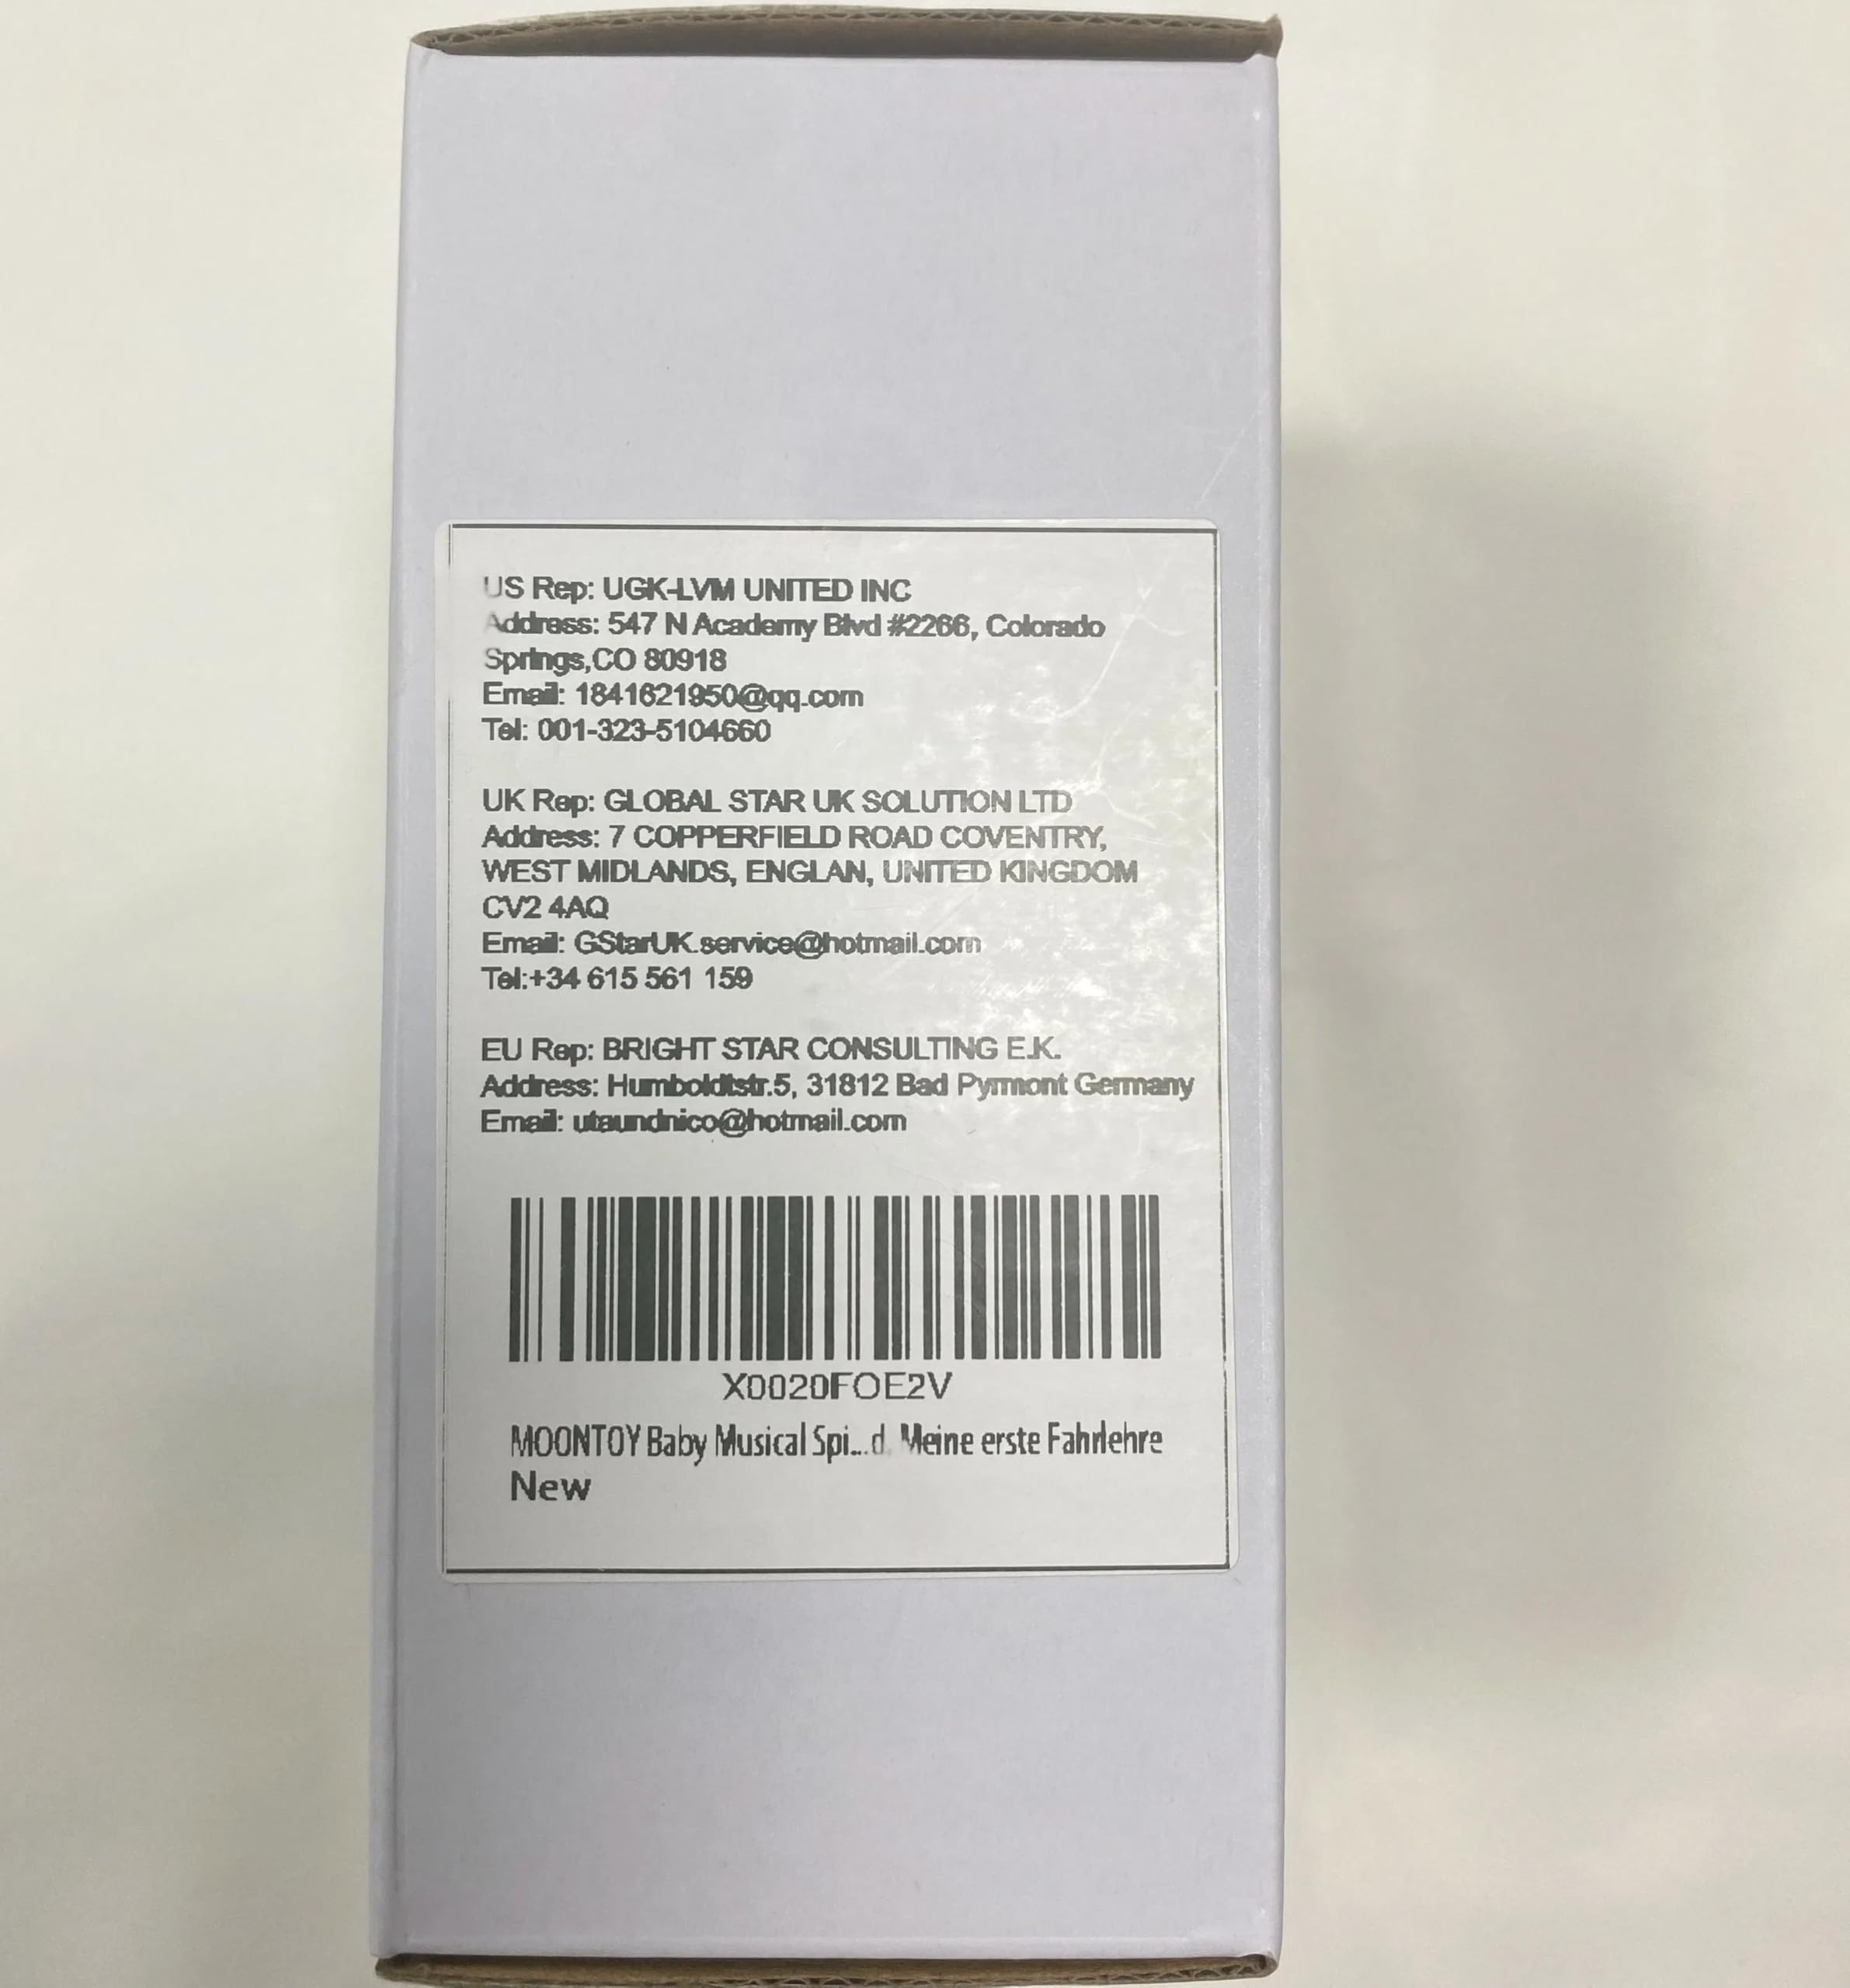 US Rep: UGK-LVM UNITED INC
Address: 547 N Academy Blvd #2266, Colorado
Springs,CO 80918
Email: 1841621950@qq.com
Tel: 001-323-5104660
UK Rep: GLOBAL STAR UK SOLUTION LTD
Address: 7 COPPERFIELD ROAD COVENTRY,
WEST MIDLANDS, ENGLAN, UNITED KINGDOM
CV2 4AQ
Email: GStarUK.service@hotmail.com
Tel:+34 615 561 159
EU Rep: BRIGHT STAR CONSULTING E.K.
Address: Humboldtstr.5, 31812 Bad Pyrmont Germany
Email: utaundnico@hotmail.com
X0020FOE2V
MOONTOY Baby Musical Spi...d. Meine erste Fahrlehre
New